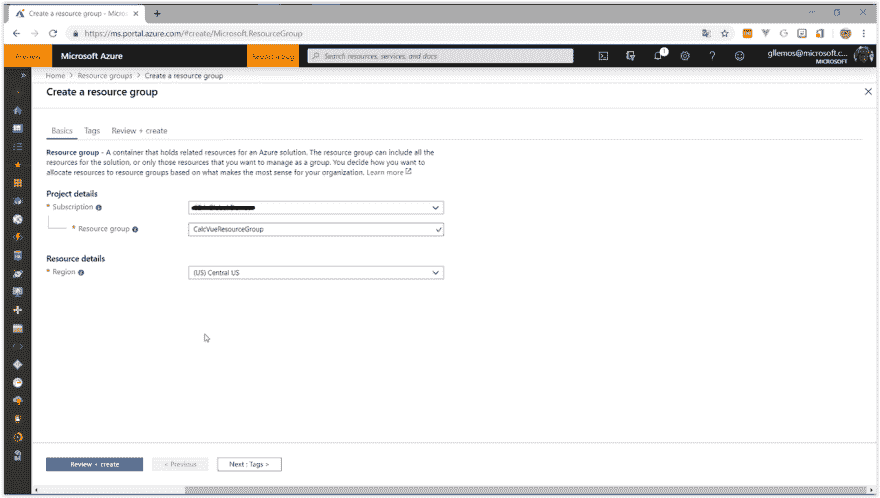 Create a resource group - Micros
https://ms.portal.azure.com/#create/Microsoft.ResourceGroup
Preview
Microsoft Azure
Report a bug
Search resources, services, and docs
1
gllemos@microsoft.c...
MICROSOFT
Home > Resource groups > Create a resource group
Create a resource group
Basics Tags Review + create
Resource group - A container that holds related resources for an Azure solution. The resource group can include all the
resources for the solution, or only those resources that you want to manage as a group. You decide how you want to
allocate resources to resource groups based on what makes the most sense for your organization. Learn more
Project details
* Subscription
* Resource group
CalcVueResourceGroup
Resource details
* Region
(US) Central US
Review + create
< Previous
Next : Tags >